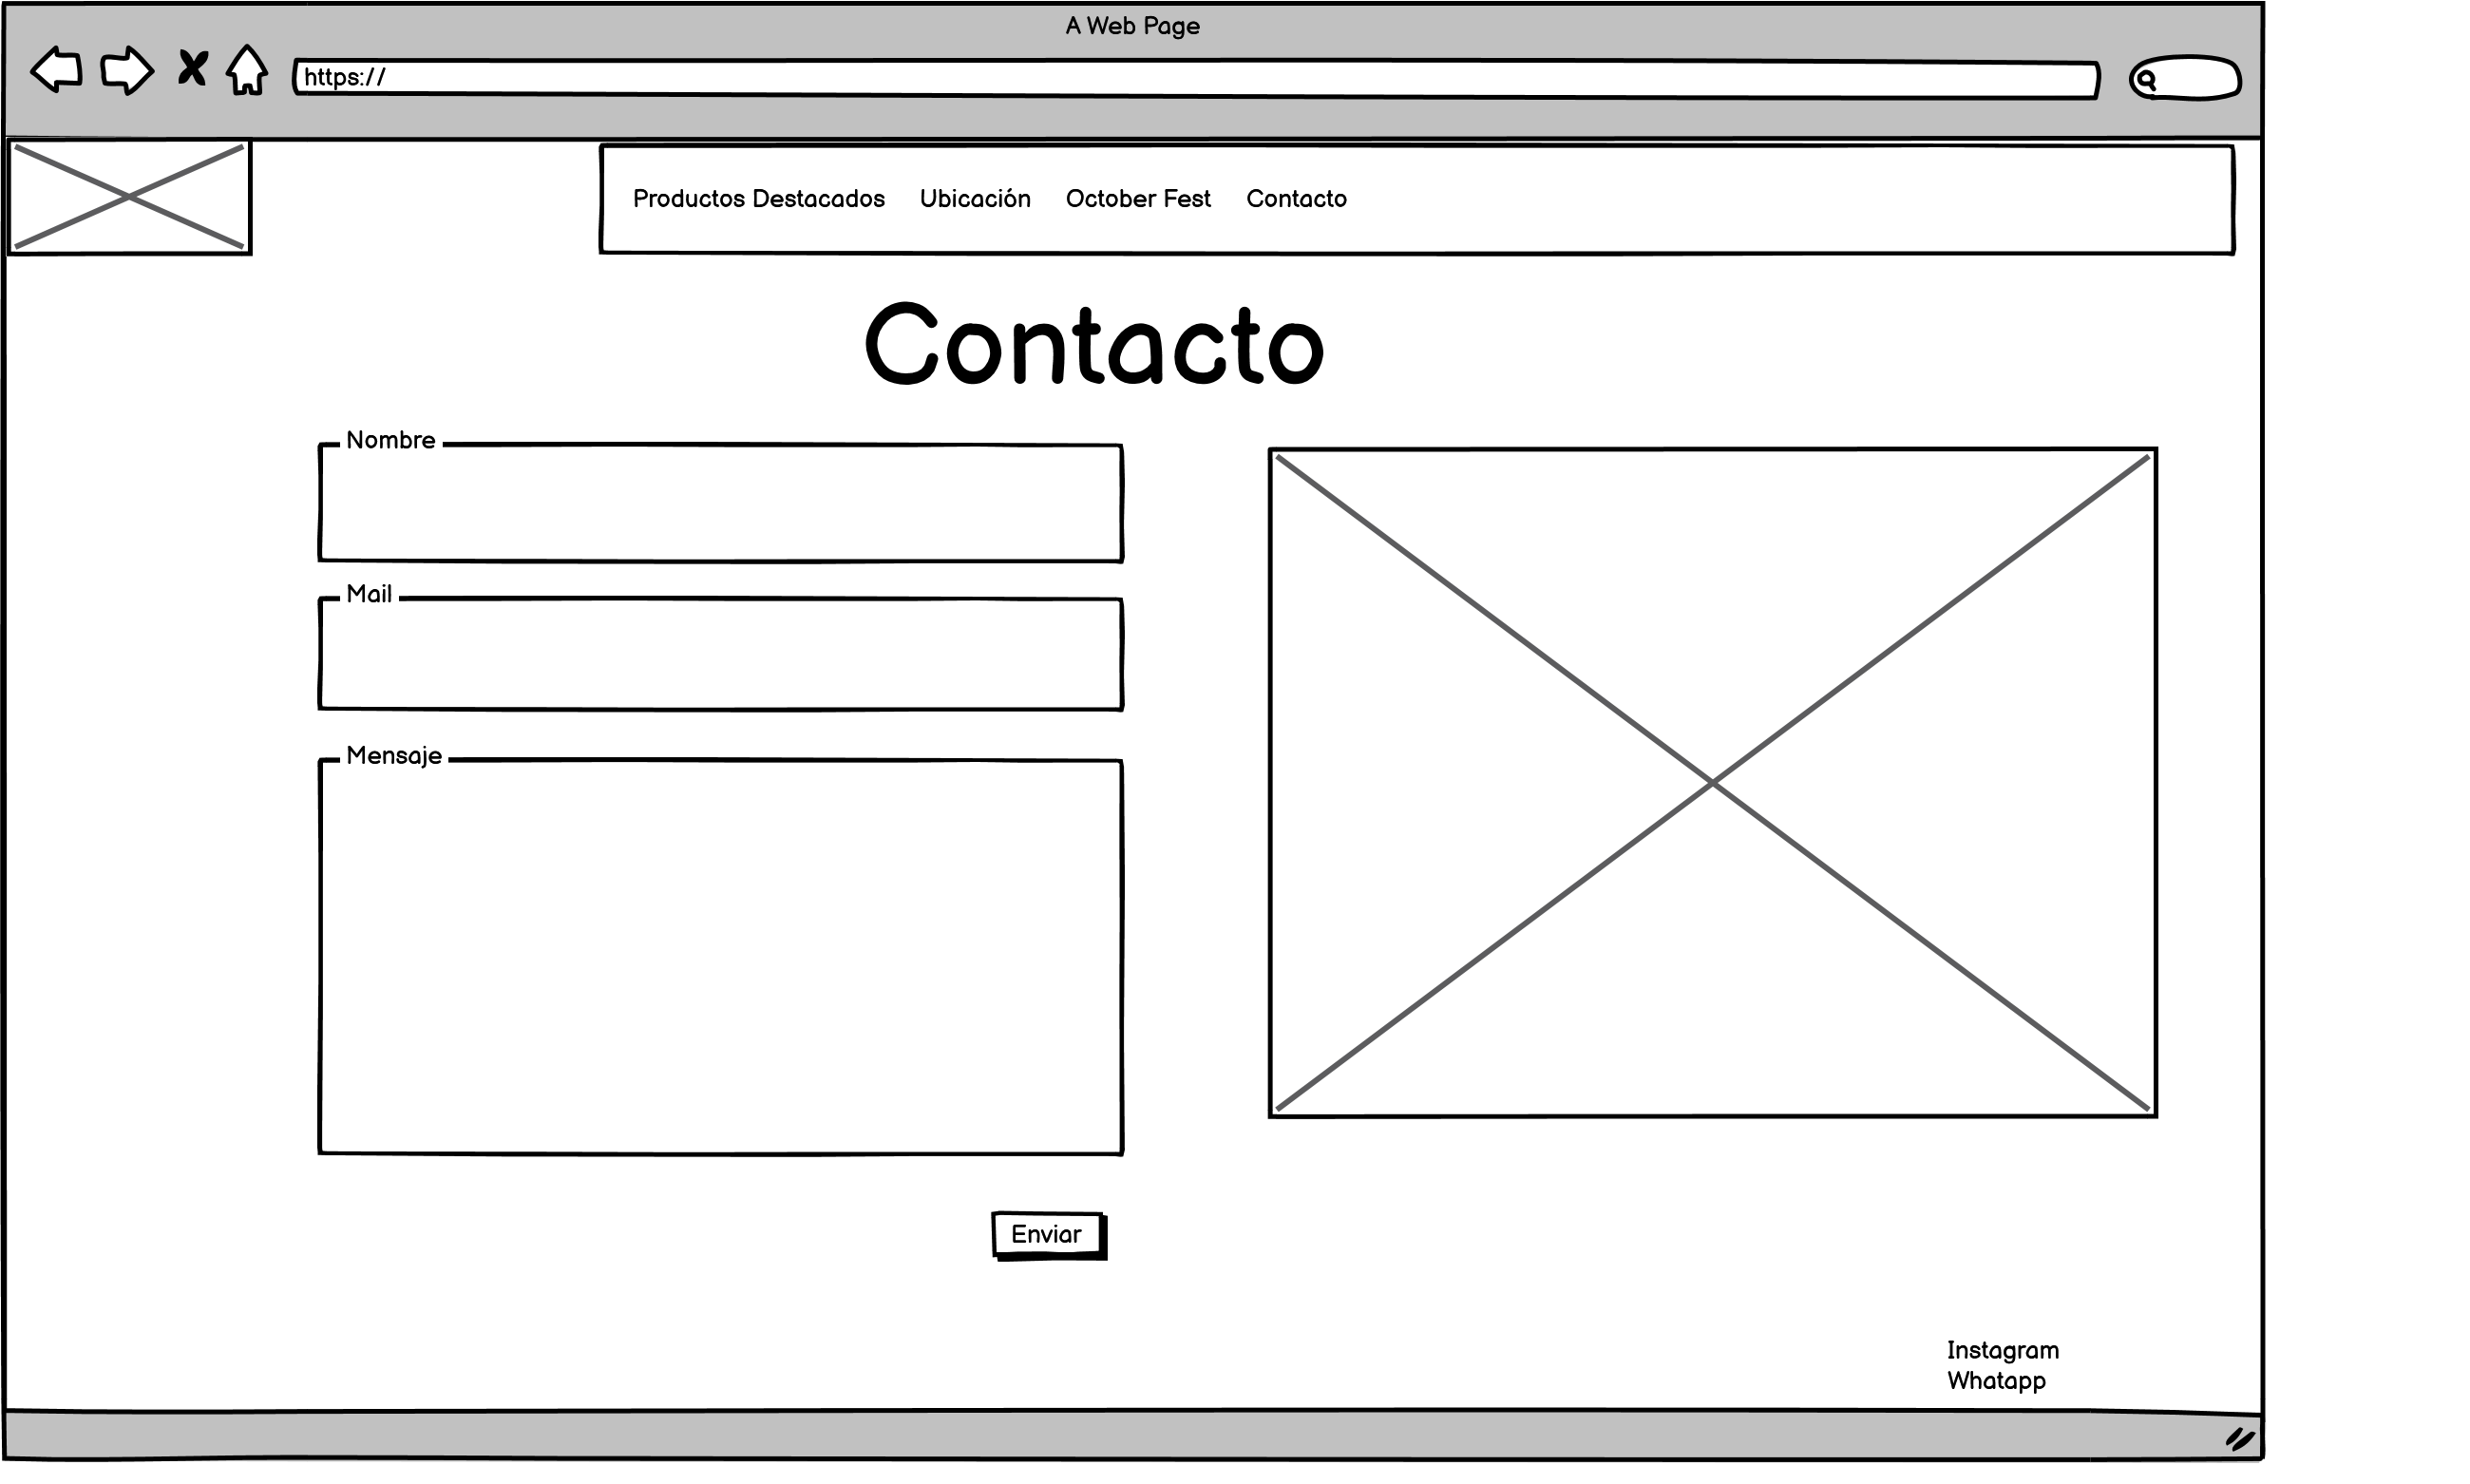 A Web Page
https://
Productos Destacados Ubicación October Fest Contacto
Contacto
Nombre
Mail
Mensaje
Enviar
Instagram
Whatapp